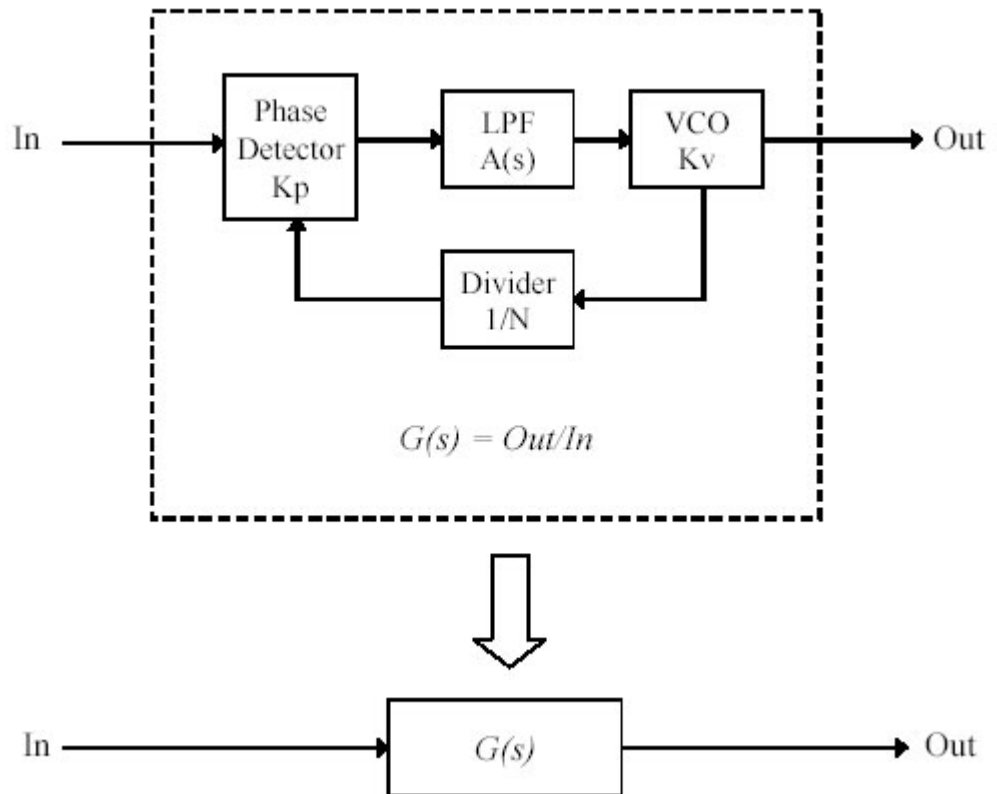 In
Phase
Detector
Kp
LPF
A(s)
VCO
Kv
Out
Divider
1/N
G(s) = Out/In
In
G(s)
Out